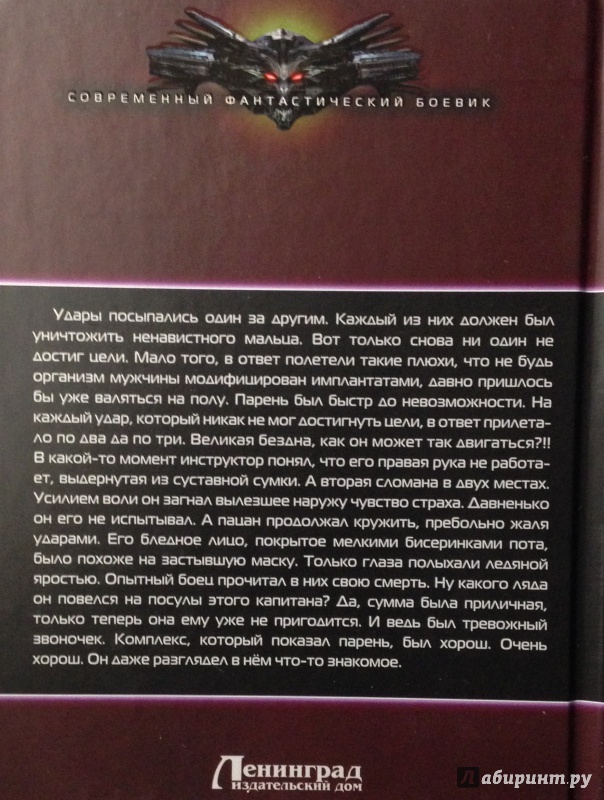 СОВРЕМЕННЫЙ ФАНТАСТИЧЕСКИЙ БОЕВИК
Удары посыпались один за другим. Каждый из них должен был
уничтожить ненавистного мальца. Вот только снова ни один не
достиг цели. Мало того, в ответ полетели такие плюхи, что не будь
организм мужчины модифицирован имплантатами, давно пришлось
бы уже валяться на полу. Парень был быстр до невозможности. На
каждый удар, который никак не мог достигнуть цели, в ответ прилета-
ло по два да по три. Великая бездна, как он может так двигаться?!!
В какой-то момент инструктор понял, что его правая рука не работа-
ет, выдернутая из суставной сумки. А вторая сломана в двух местах.
Усилием воли он загнал вылезшее наружу чувство страха. Давненько
он его не испытывал. А пацан продолжал кружить, пребольно жаля
ударами. Его бледное лицо, покрытое мелкими бисеринками пота,
было похоже на застывшую маску. Только глаза полыхали ледяной
яростью. Опытный боец прочитал в них свою смерть. Ну какого ляда
он повелся на посулы этого капитана? Да, сумма была приличная,
только теперь она ему уже не пригодится. И ведь был тревожный
звоночек. Комплекс, который показал парень, был хорош. Очень
хорош. Он даже разглядел в нём что-то знакомое.
Ленинград
издательский дом
Лабиринт.ру